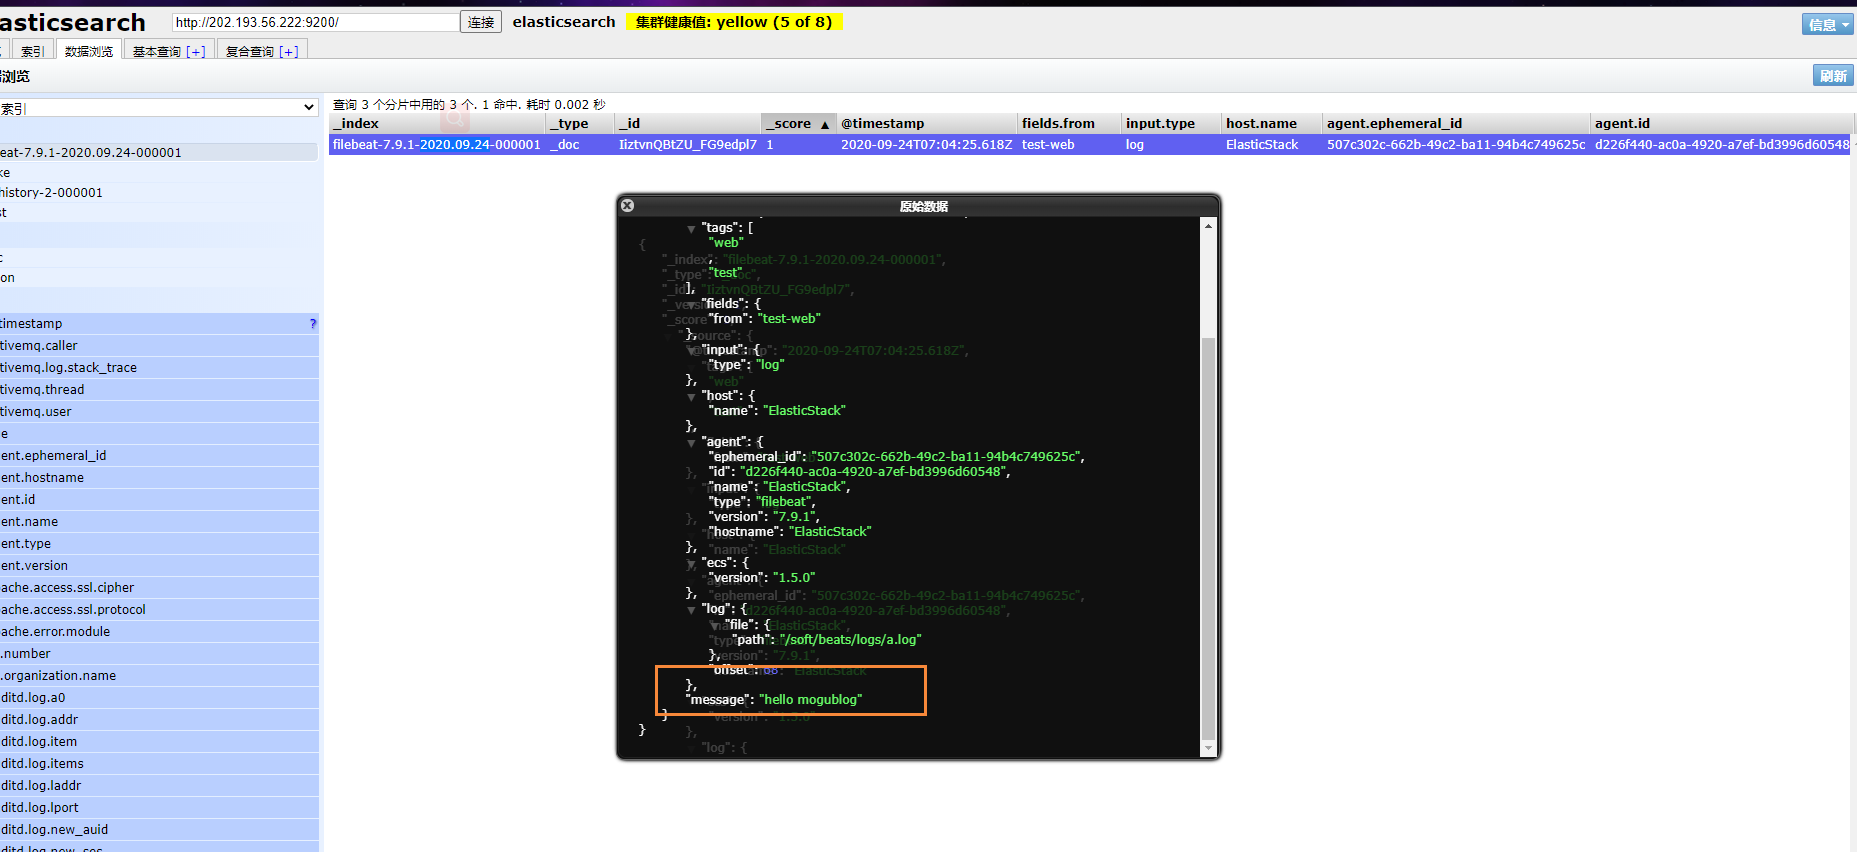 asticsearch http://202.193.56.222:9200/ 连接 elasticsearch 集群健康值: yellow (5 of 8) 信息
索引 数据浏览 基本查询 [+] 复合查询 [+]
浏览 刷新
索引
查询 3 个分片中用的 3 个. 1 命中. 耗时 0.002 秒
_index _type _id _score ▲ @timestamp fields.from input.type host.name agent.ephemeral_id agent.id
filebeat-7.9.1-2020.09.24-000001 _doc IiztvnQBtZU_FG9edpl7 1 2020-09-24T07:04:25.618Z test-web log ElasticStack 507c302c-662b-49c2-ba11-94b4c749625c d226f440-ac0a-4920-a7ef-bd3996d60548
eat-7.9.1-2020.09.24-000001
ke
history-2-000001
st
c
on
timestamp ?
tivemq.caller
tivemq.log.stack_trace
tivemq.thread
tivemq.user
e
ent.ephemeral_id
ent.hostname
ent.id
ent.name
ent.type
ent.version
ache.access.ssl.cipher
ache.access.ssl.protocol
ache.error.module
.number
.organization.name
ditd.log.a0
ditd.log.addr
ditd.log.item
ditd.log.items
ditd.log.laddr
ditd.log.lport
ditd.log.new_auid
ditd.log.new_ses
原始数据
▼ "tags": [
"web"
,
"test"
],
▼ "fields": {
"from": "test-web"
},
▼ "input": {
"type": "log"
},
▼ "host": {
"name": "ElasticStack"
},
▼ "agent": {
"ephemeral_id": "507c302c-662b-49c2-ba11-94b4c749625c",
"id": "d226f440-ac0a-4920-a7ef-bd3996d60548",
"name": "ElasticStack",
"type": "filebeat",
"version": "7.9.1",
"hostname": "ElasticStack"
},
▼ "ecs": {
"version": "1.5.0"
},
▼ "log": {
▼ "file": {
"path": "/soft/beats/logs/a.log"
},
"offset": 68
},
"message": "hello mogublog"
}
}